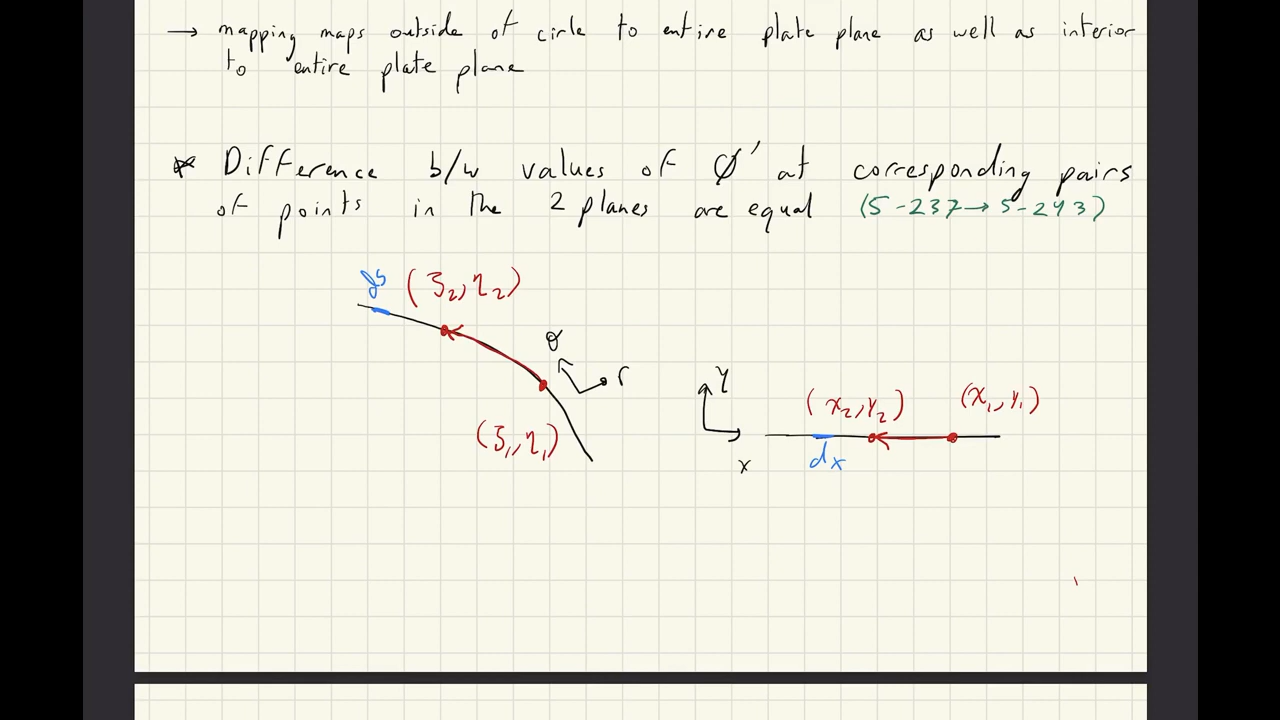 → mapping maps outside of cirle to entire plate plane as well as interior
to entire plate plane
* Difference b/w values of Ø' at corresponding pairs
of points in the 2 planes are equal (5-237→5-243)
ds (ξ₂,η₂)
θ
r
(ξ₁,η₁)
y
(x₂,y₂) (x₁,y₁)
x
dx